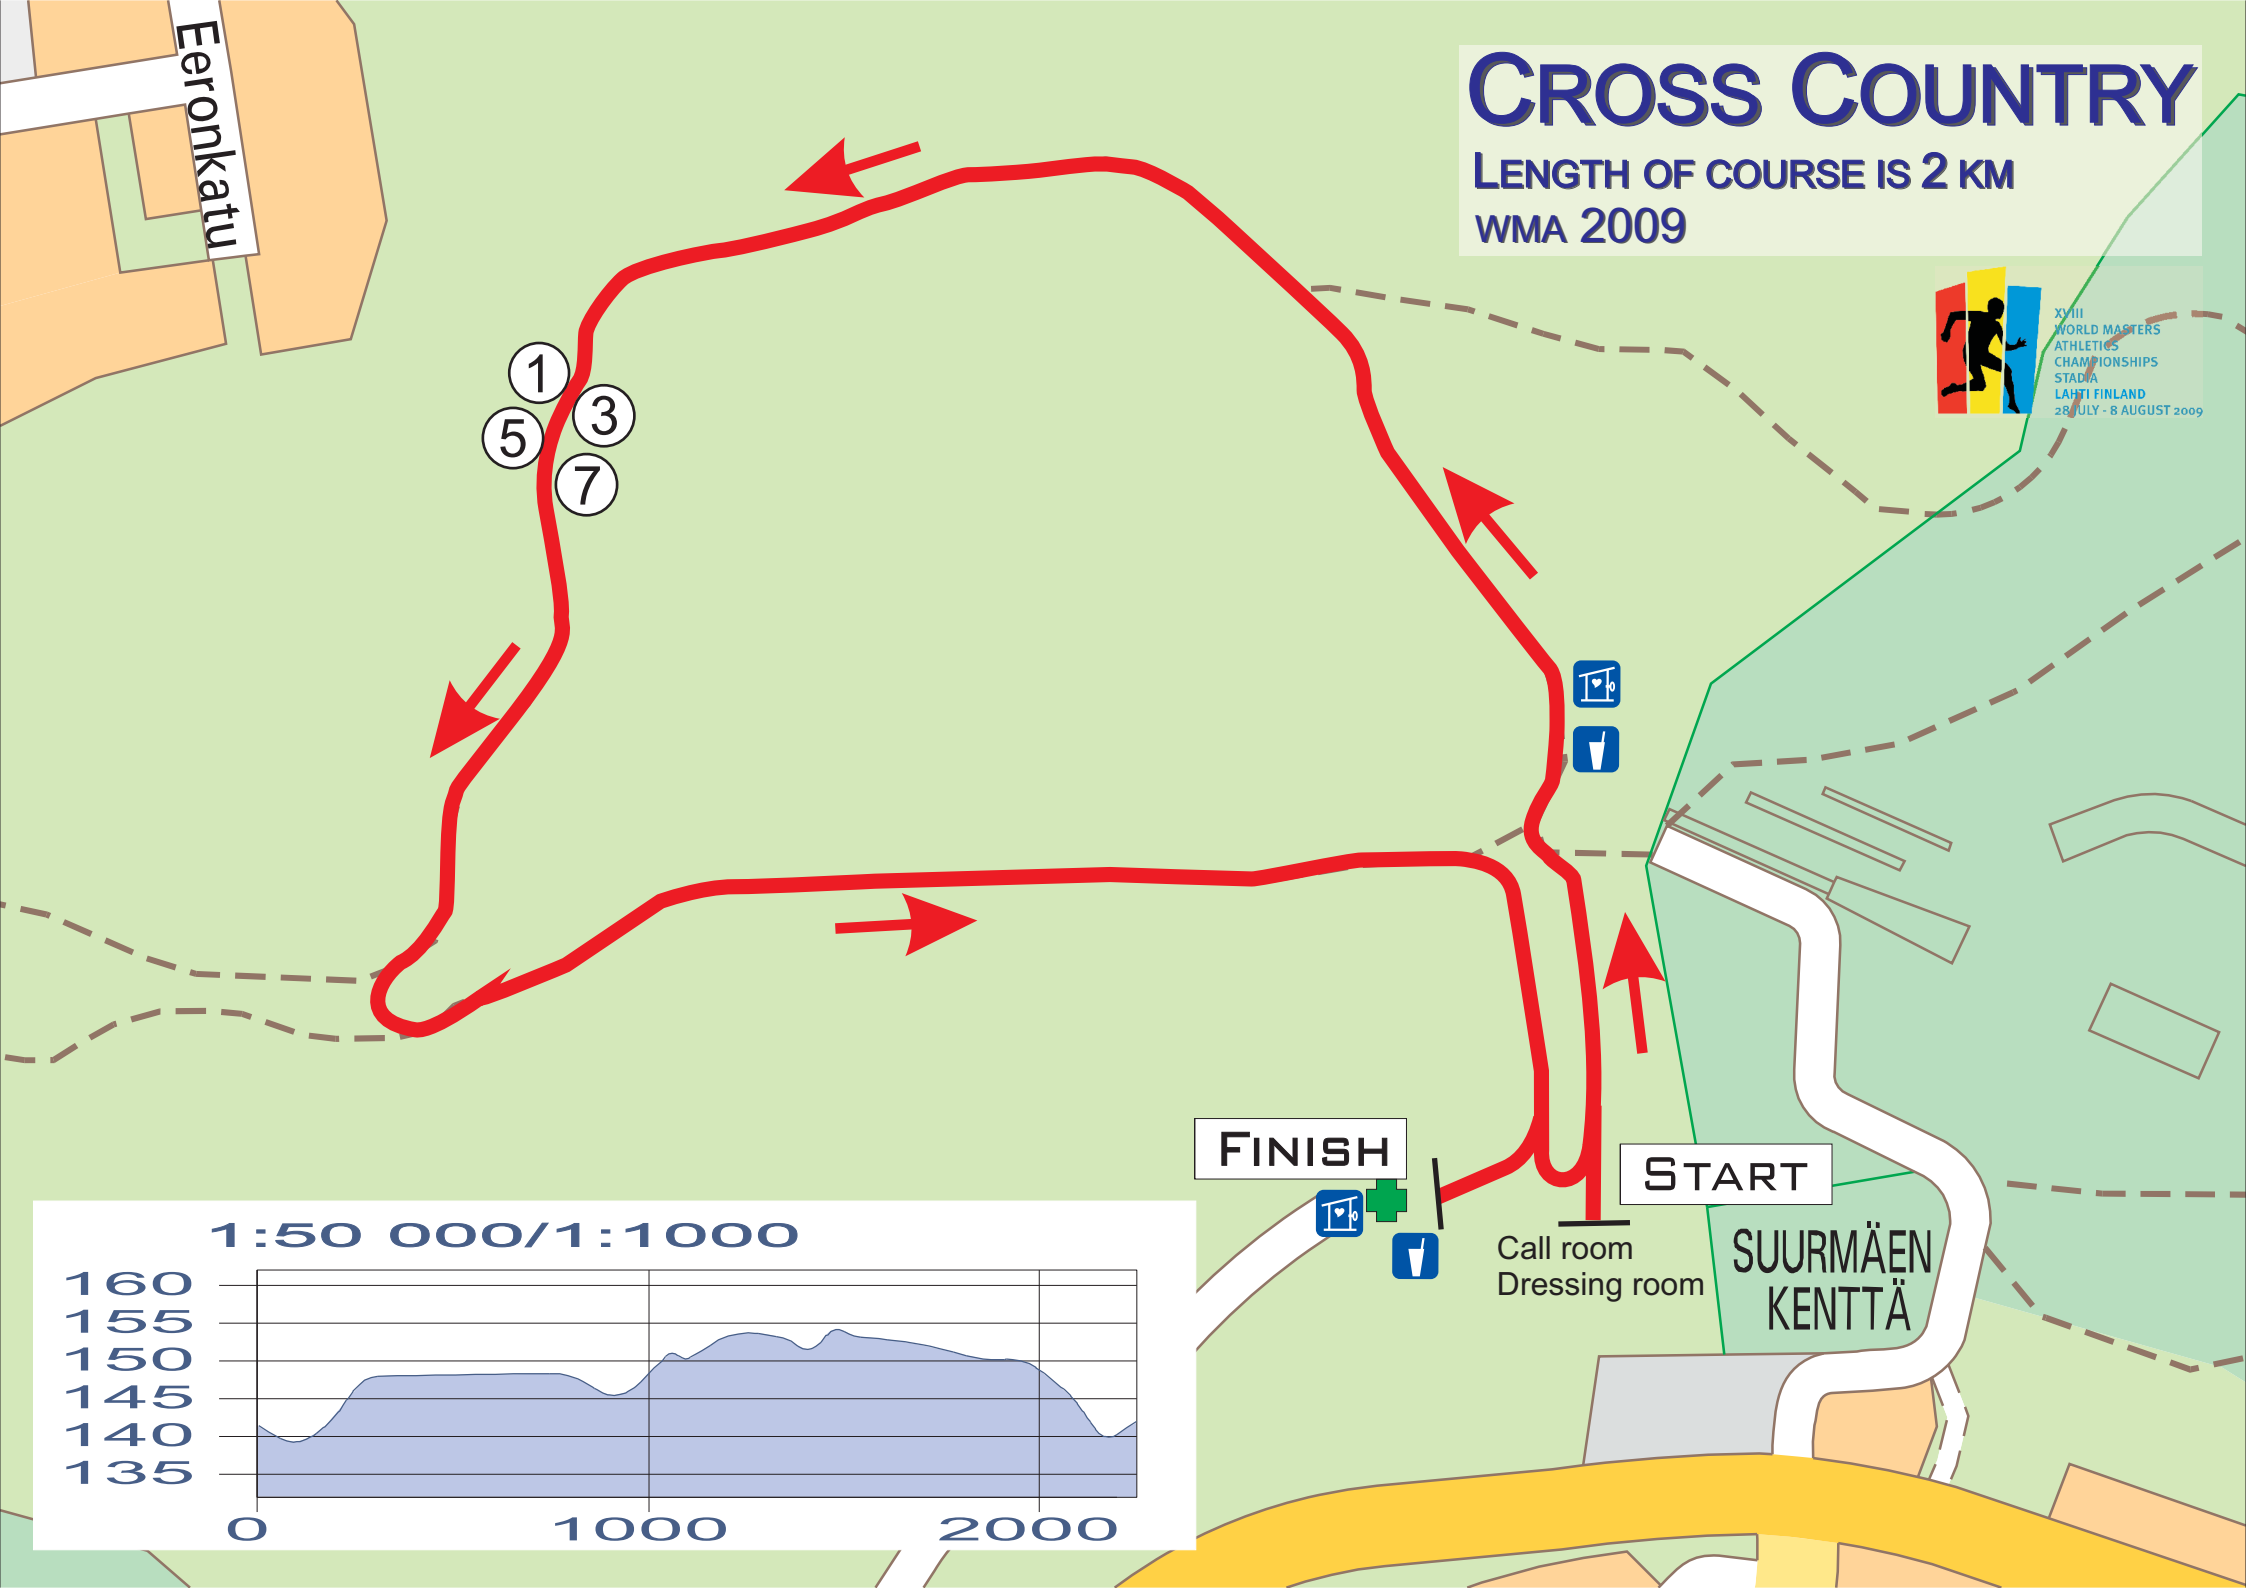 Eeronkatu
CROSS COUNTRY
LENGTH OF COURSE IS 2 KM
WMA 2009
XVIII
WORLD MASTERS
ATHLETICS
CHAMPIONSHIPS
STADIA
LAHTI FINLAND
28 JULY - 8 AUGUST 2009
1
3
5
7
FINISH
START
Call room
Dressing room
SUURMÄEN
KENTTÄ
1:50 000/1:1000
160
155
150
145
140
135
0 1000 2000